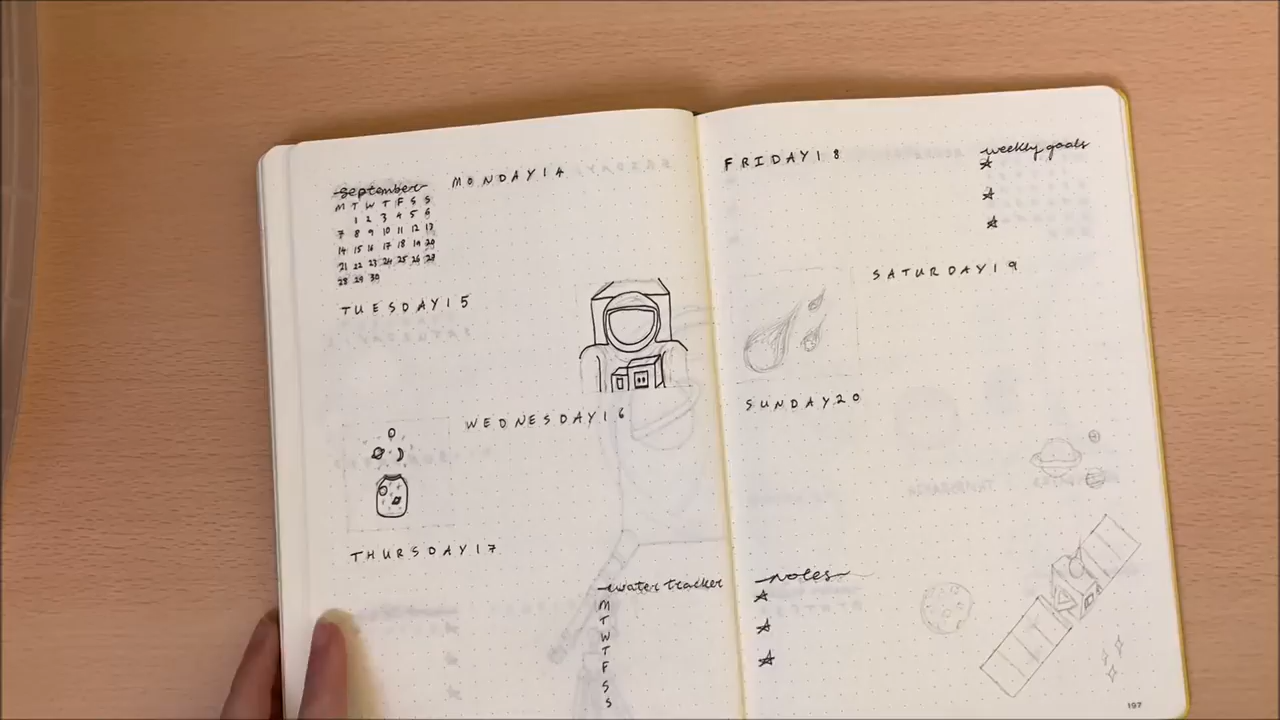 september
M T W T F S S
1 2 3 4 5 6
7 8 9 10 11 12 13
14 15 16 17 18 19 20
21 22 23 24 25 26 27
28 29 30
MONDAY 14
TUESDAY 15
WEDNESDAY 16
THURSDAY 17
water tracker
M
T
W
T
F
S
S
FRIDAY 18
weekly goals
SATURDAY 19
SUNDAY 20
notes
197